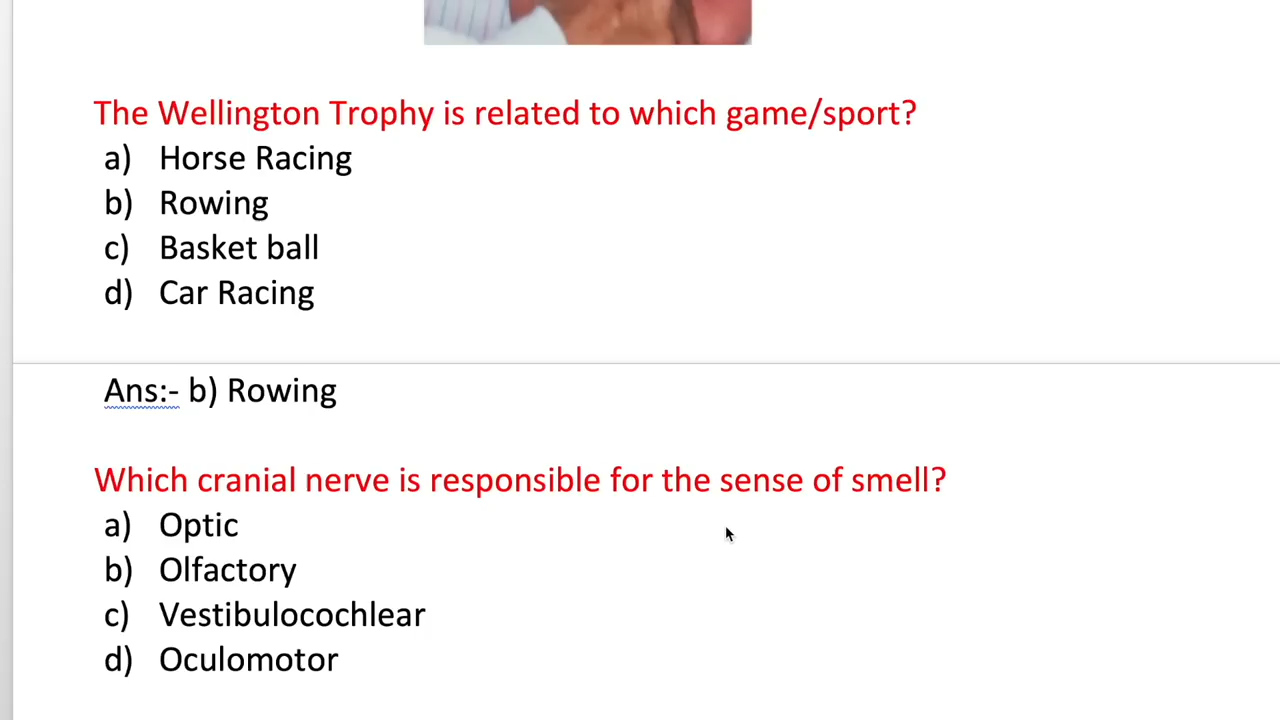 The Wellington Trophy is related to which game/sport?
a) Horse Racing
b) Rowing
c) Basket ball
d) Car Racing
Ans:- b) Rowing
Which cranial nerve is responsible for the sense of smell?
a) Optic
b) Olfactory
c) Vestibulocochlear
d) Oculomotor